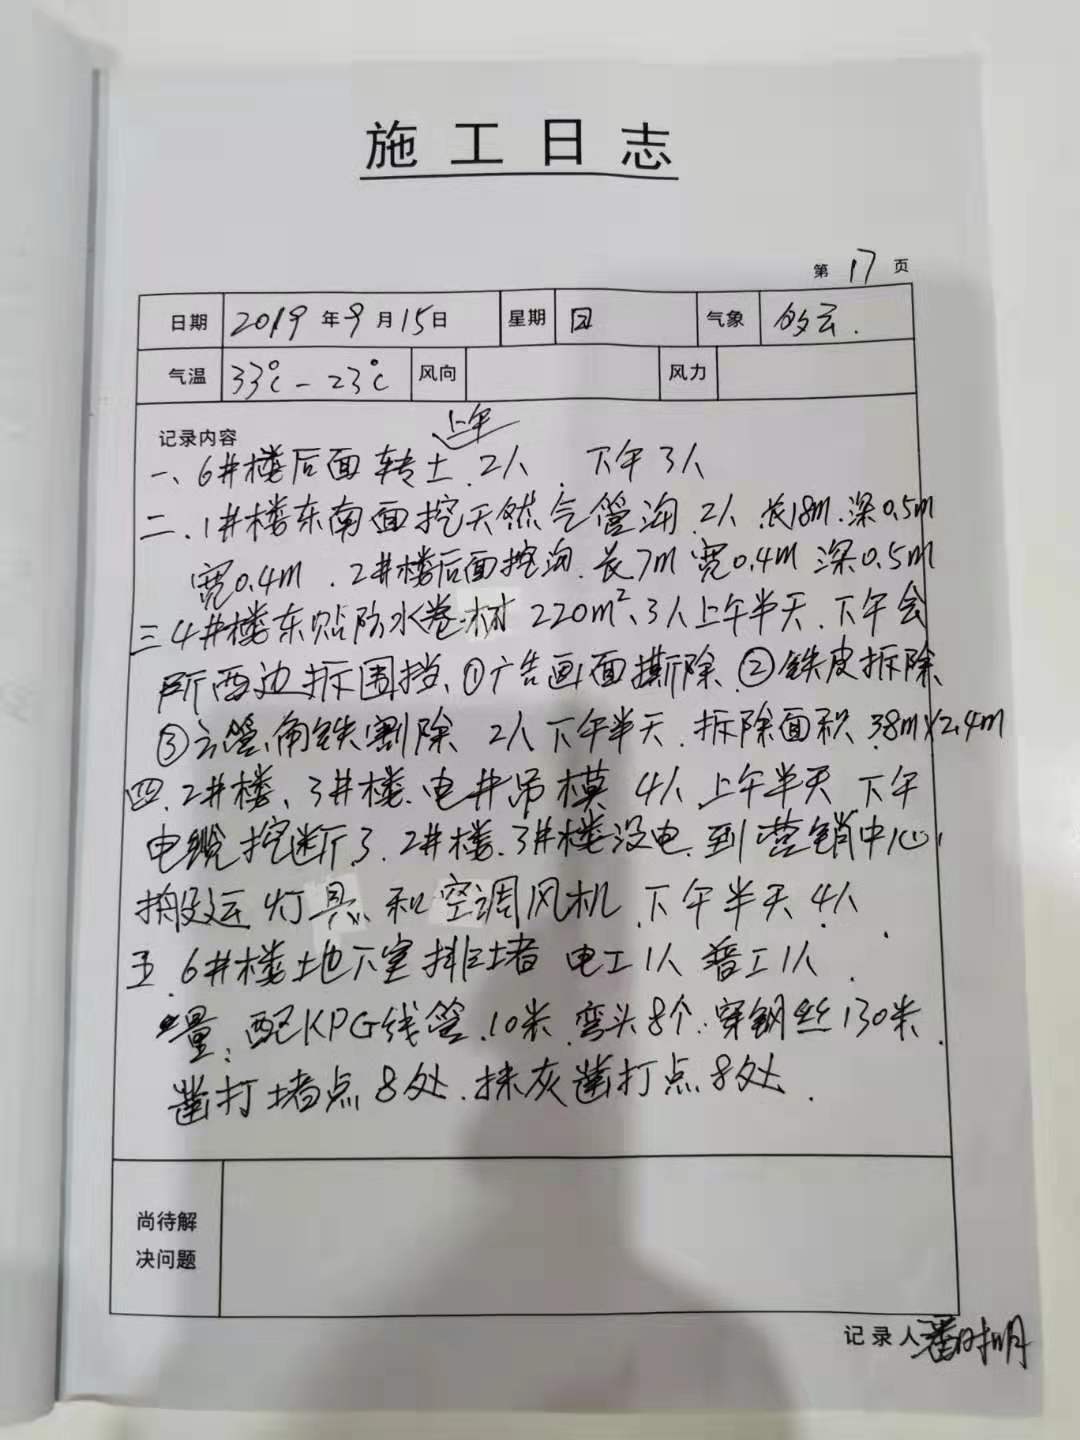 施工日志
第 17 页
日期 2019 年 9 月 15 日 星期 日 气象 多云.
气温 33℃-23℃ 风向 风力
记录内容
上午
一、6#楼后面转土.2人.下午3人
二.1#楼东南面挖天然气管沟.2人.长18m.深0.5m
宽0.4m.2#楼后面挖沟.长7m宽0.4m深0.5m
三4#楼东贴防水卷材220m²、3人上午半天.下午会
所西边拆围挡、①广告画面撕除.②铁皮拆除
③方管、角铁割除 2人下午半天.拆除面积.38m×2.4m
四.2#楼、3#楼.电井吊模 4人上午半天 下午
电缆挖断了.2#楼.3#楼没电.到营销中心,
搬运灯具.和空调风机.下午半天.4人.
五.6#楼地下室排堵 电工1人 普工1人.
量:配KPG线管.10米.弯头8个.穿钢丝130米.
凿打堵点8处.抹灰凿打点8处.
尚待解
决问题
记录人